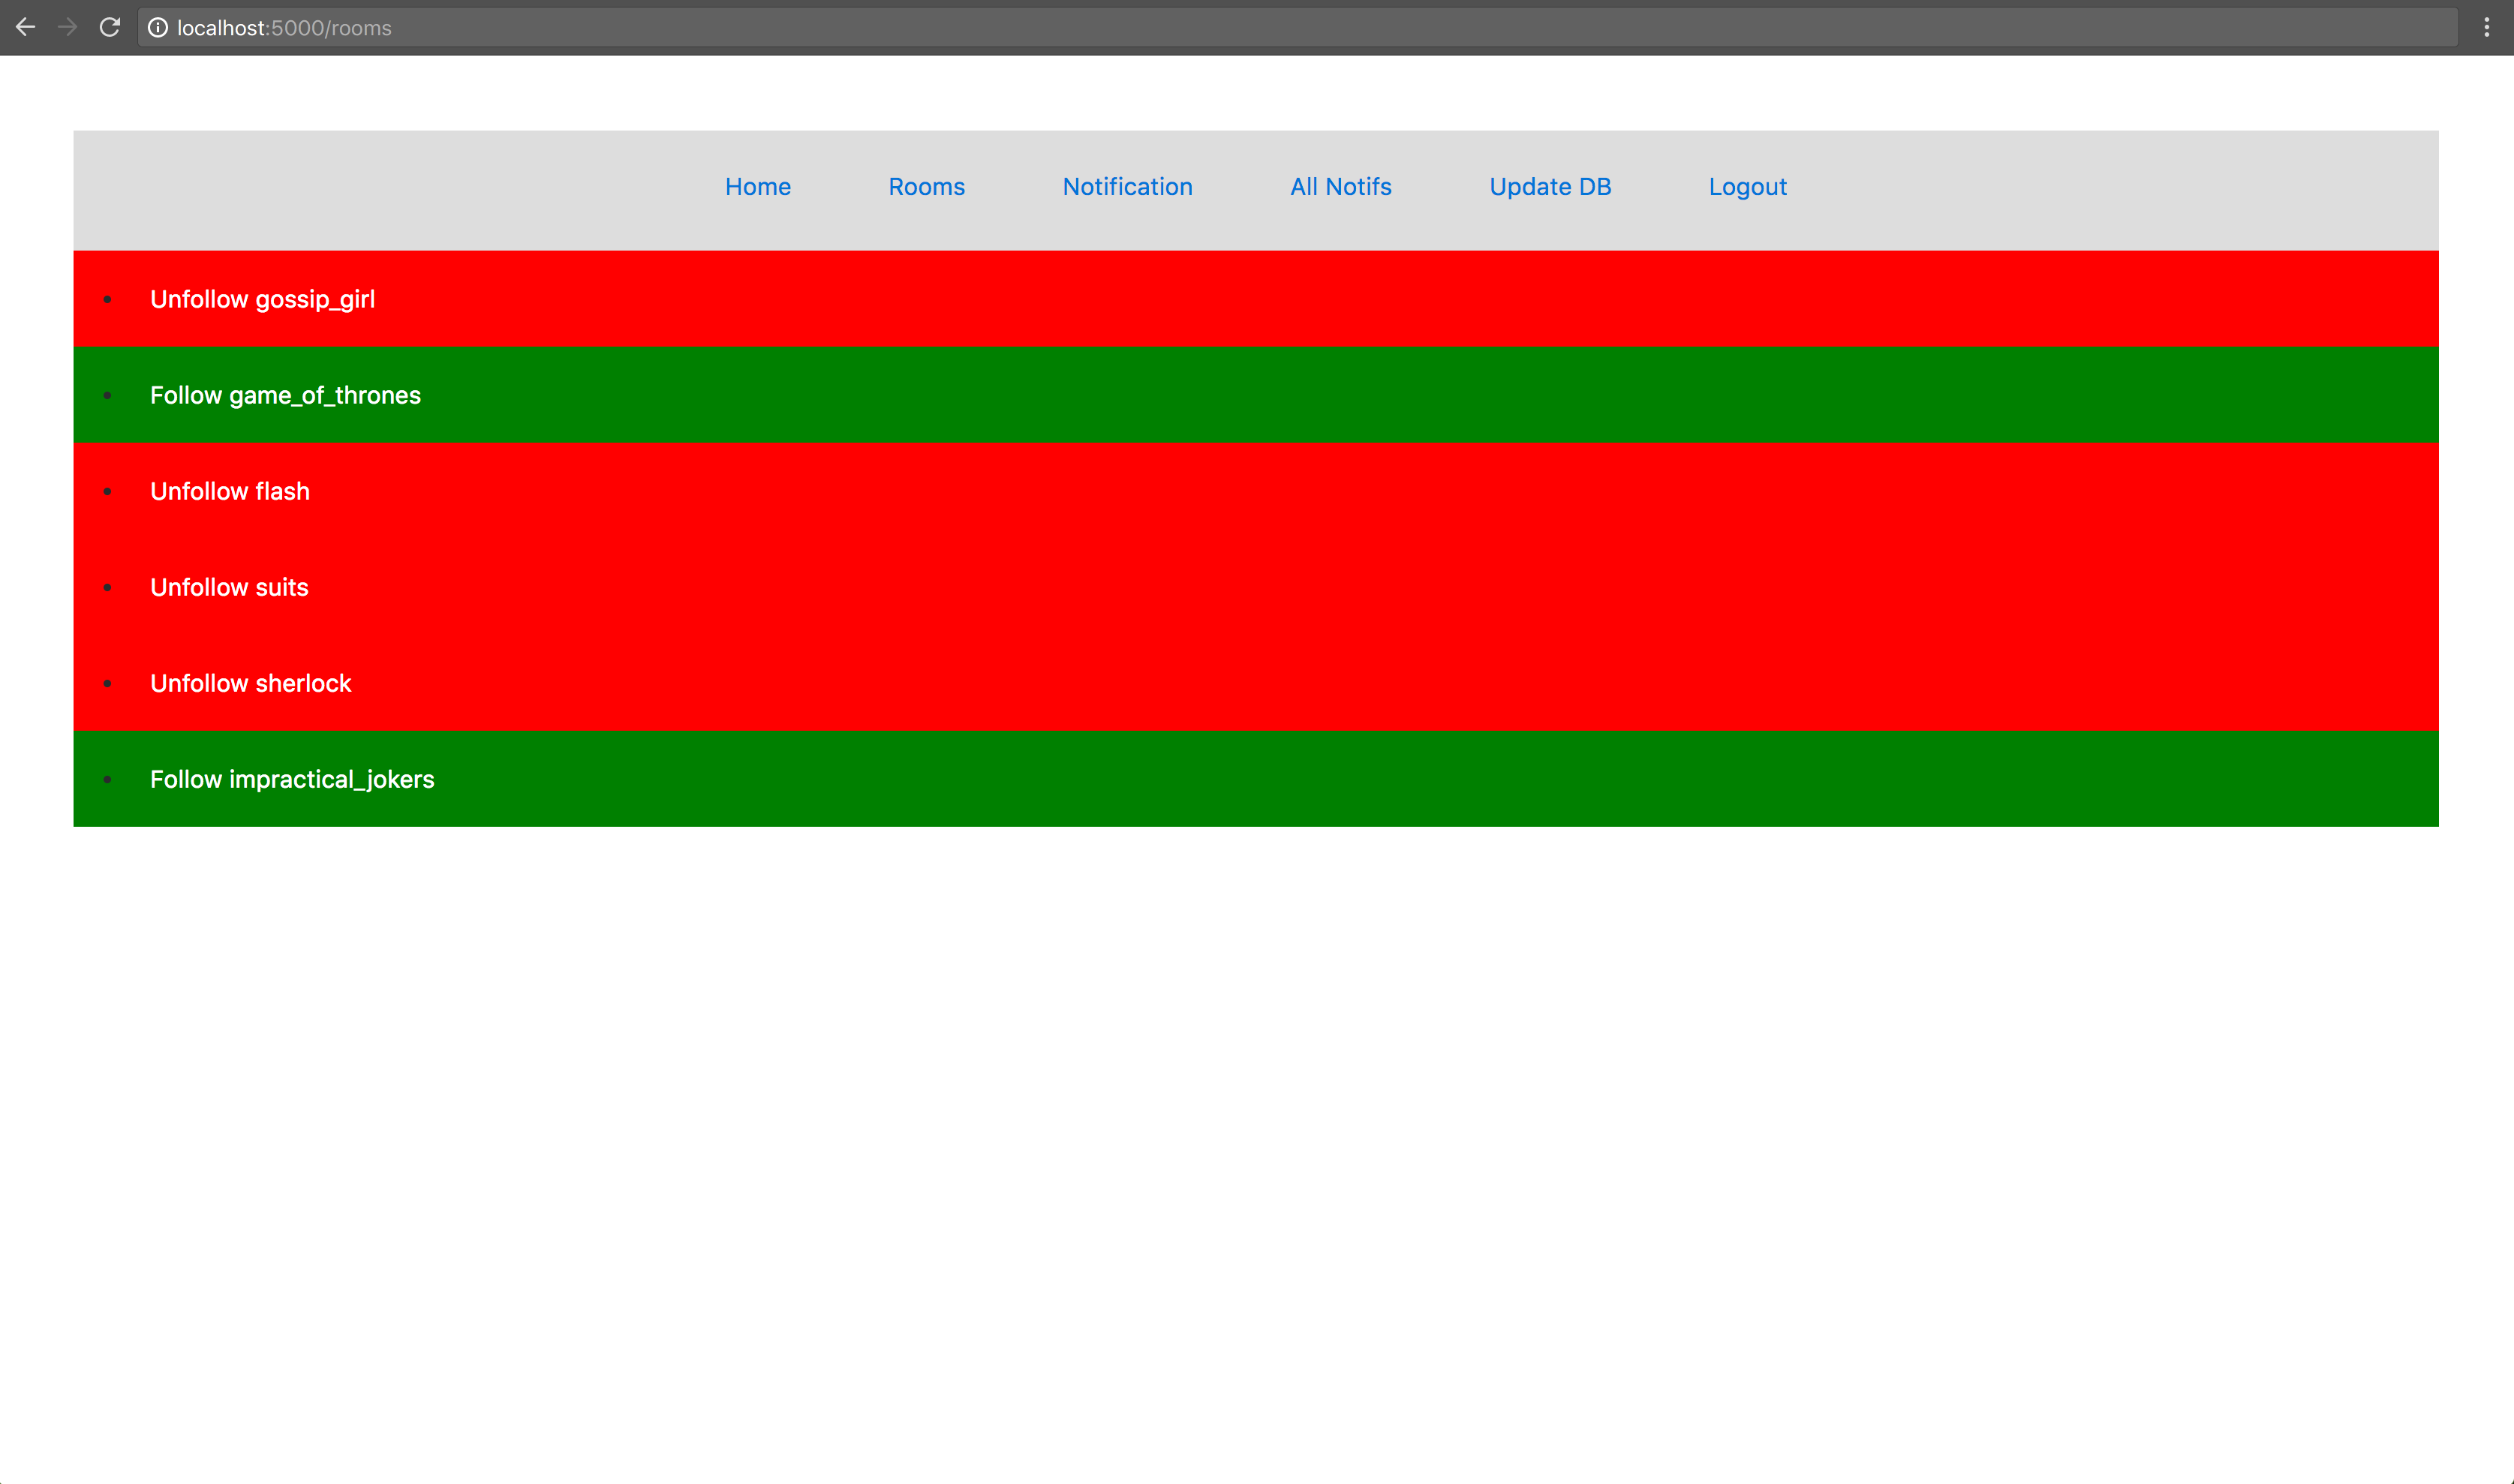 localhost:5000/rooms
Home Rooms Notification All Notifs Update DB Logout
Unfollow gossip_girl
Follow game_of_thrones
Unfollow flash
Unfollow suits
Unfollow sherlock
Follow impractical_jokers